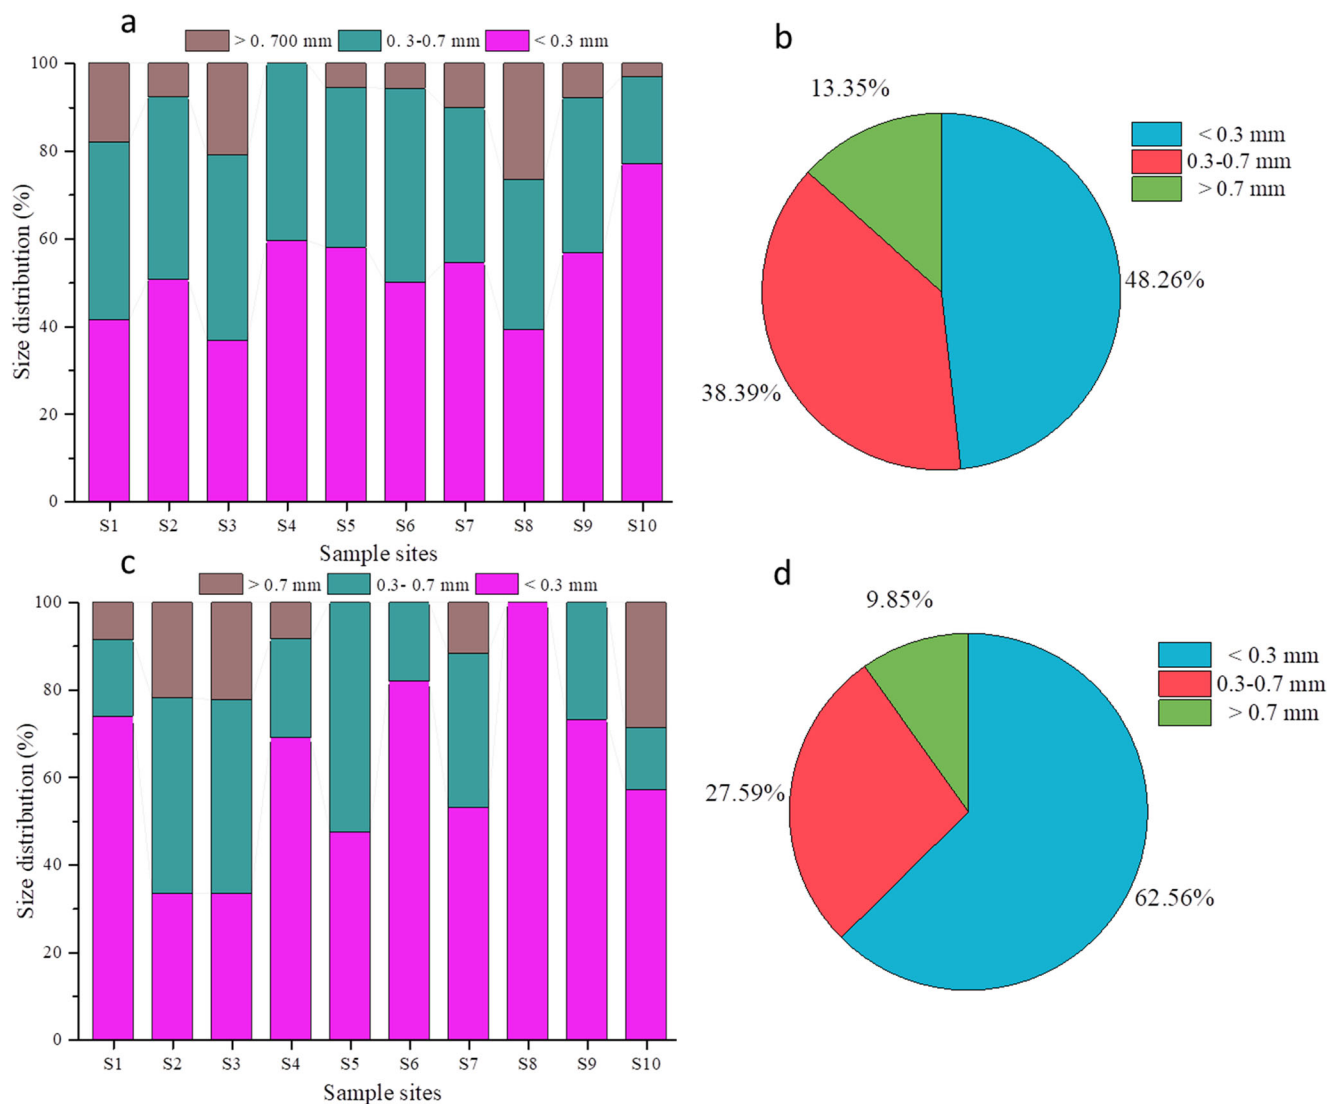 a
> 0. 700 mm 0. 3-0.7 mm < 0.3 mm
Size distribution (%)
100
80
60
40
20
0
S1 S2 S3 S4 S5 S6 S7 S8 S9 S10
Sample sites
b
13.35%
48.26%
38.39%
< 0.3 mm
0.3-0.7 mm
> 0.7 mm
c
> 0.7 mm 0.3- 0.7 mm < 0.3 mm
Size distribution (%)
100
80
60
40
20
0
S1 S2 S3 S4 S5 S6 S7 S8 S9 S10
Sample sites
d
9.85%
27.59%
62.56%
< 0.3 mm
0.3-0.7 mm
> 0.7 mm